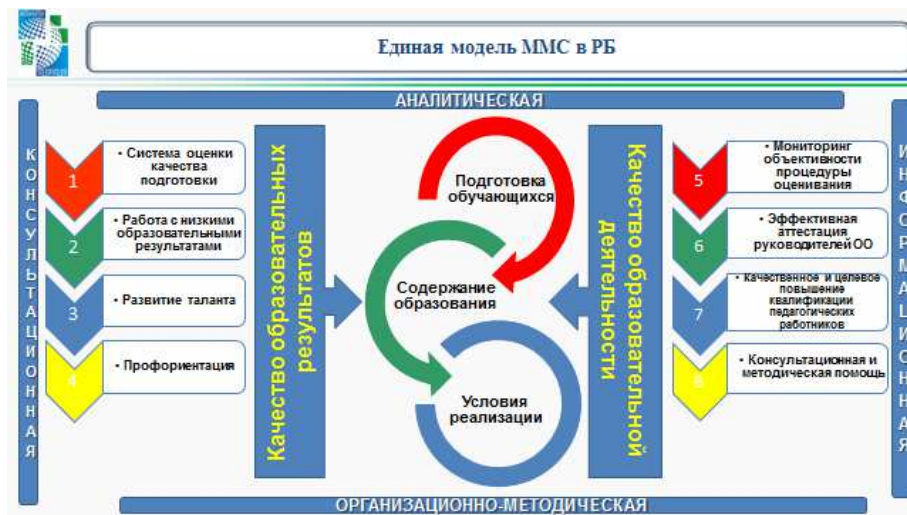 Единая модель ММС в РБ
АНАЛИТИЧЕСКАЯ
КОНСУЛЬТАЦИОННАЯ
1
• Система оценки
качества
подготовки
2
• Работа с низкими
образовательными
результатами
3
• Развитие таланта
4
• Профориентация
Качество образовательных
результатов
Подготовка
обучающихся
Содержание
образования
Условия
реализации
Качество образовательной
деятельности
5
• Мониторинг
объективности
процедуры
оценивания
6
• Эффективная
аттестация
руководителей ОО
7
• Качественное и целевое
повышение
квалификации
педагогических
работников
8
• Консультационная и
методическая помощь
ИНФОРМАЦИОННАЯ
ОРГАНИЗАЦИОННО-МЕТОДИЧЕСКАЯ